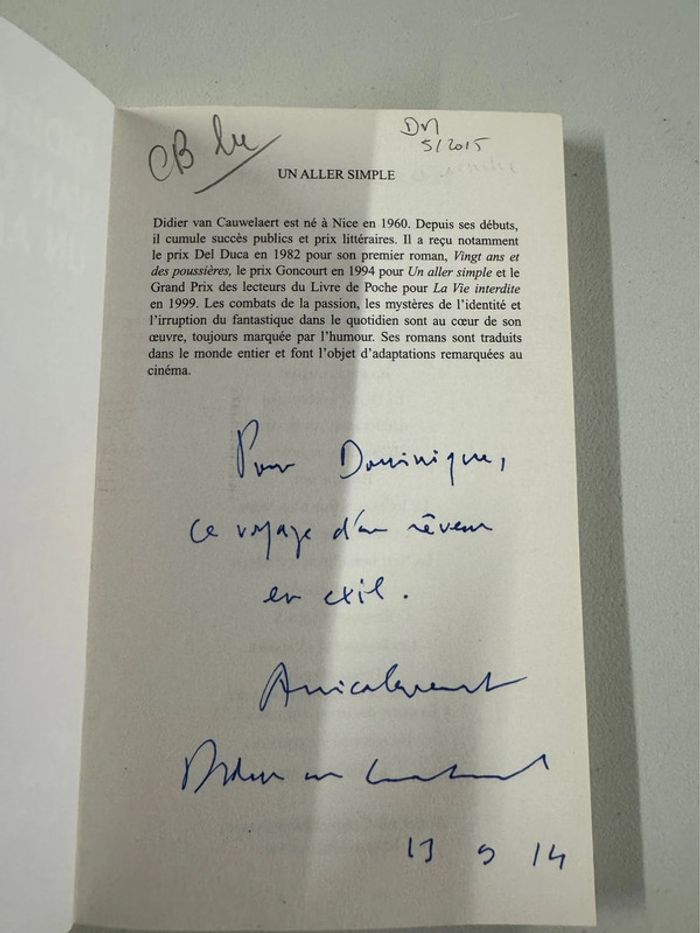 CB lu
DM
5/2015
UN ALLER SIMPLE
Didier van Cauwelaert est né à Nice en 1960. Depuis ses débuts,
il cumule succès publics et prix littéraires. Il a reçu notamment
le prix Del Duca en 1982 pour son premier roman, Vingt ans et
des poussières, le prix Goncourt en 1994 pour Un aller simple et le
Grand Prix des lecteurs du Livre de Poche pour La Vie interdite
en 1999. Les combats de la passion, les mystères de l’identité et
l’irruption du fantastique dans le quotidien sont au cœur de son
œuvre, toujours marquée par l’humour. Ses romans sont traduits
dans le monde entier et font l’objet d’adaptations remarquées au
cinéma.
Pour Dominique,
ce voyage d'un rêveur
en exil.
Amicalement
Didier van Cauwelaert
13 9 14